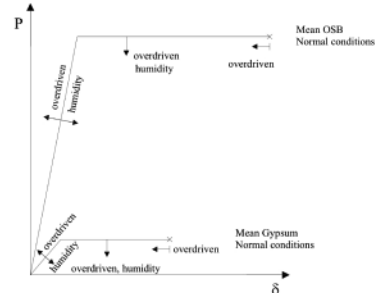 P
Mean OSB
Normal conditions
overdriven
humidity
overdriven
overdriven
humidity
Mean Gypsum
Normal conditions
overdriven
humidity
overdriven
overdriven, humidity
δ